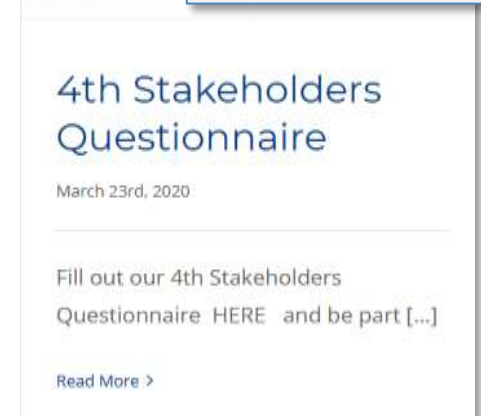 4th Stakeholders
Questionnaire
March 23rd, 2020
Fill out our 4th Stakeholders
Questionnaire HERE and be part [...]
Read More >